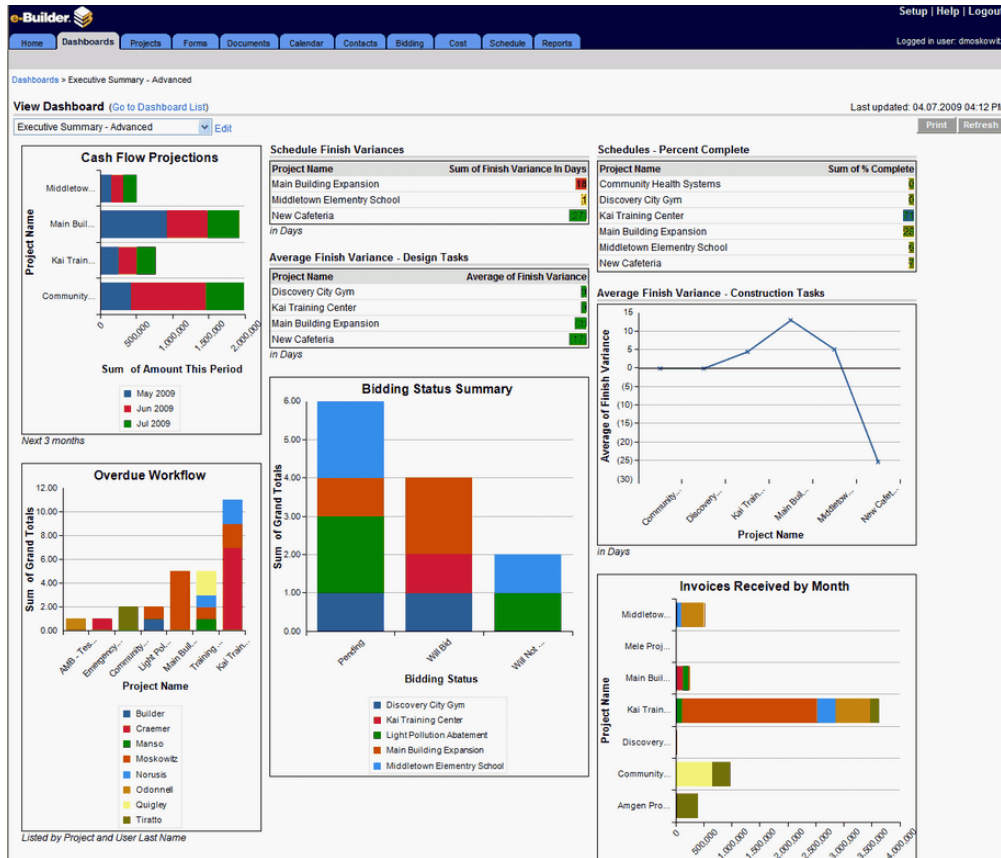 e-Builder
Setup | Help | Logout
Home Dashboards Projects Forms Documents Calendar Contacts Bidding Cost Schedule Reports
Logged in user: dmoskowit
Dashboards > Executive Summary - Advanced
View Dashboard (Go to Dashboard List)
Last updated: 04.07.2009 04:12 PM
Executive Summary - Advanced Edit
Print Refresh
Cash Flow Projections
Project Name
Middletow...
Main Buil...
Kai Train...
Community...
0 500,000 1,000,000 1,500,000 2,000,000
Sum of Amount This Period
May 2009
Jun 2009
Jul 2009
Next 3 months
Overdue Workflow
Sum of Grand Totals
12.00
10.00
8.00
6.00
4.00
2.00
0.00
AMB - Tes... Emergency... Community... Light Pol... Main Buil... Training ... Kai Train...
Project Name
Builder
Craemer
Manso
Moskowitz
Norusis
Odonnell
Quigley
Tiratto
Listed by Project and User Last Name
Schedule Finish Variances
Project Name Sum of Finish Variance In Days
Main Building Expansion 18
Middletown Elementry School 1
New Cafeteria
in Days
Average Finish Variance - Design Tasks
Project Name Average of Finish Variance
Discovery City Gym
Kai Training Center
Main Building Expansion
New Cafeteria
in Days
Bidding Status Summary
Sum of Grand Totals
6.00
5.00
4.00
3.00
2.00
1.00
0.00
Pending Will Bid Will Not ...
Bidding Status
Discovery City Gym
Kai Training Center
Light Pollution Abatement
Main Building Expansion
Middletown Elementry School
Schedules - Percent Complete
Project Name Sum of % Complete
Community Health Systems
Discovery City Gym
Kai Training Center
Main Building Expansion
Middletown Elementry School
New Cafeteria
Average Finish Variance - Construction Tasks
Average of Finish Variance
15
10
5
0
(5)
(10)
(15)
(20)
(25)
(30)
Community... Discovery... Kai Train... Main Buil... Middletow... New Cafet...
Project Name
in Days
Invoices Received by Month
Project Name
Middletow...
Mele Proj...
Main Buil...
Kai Train...
Discovery...
Community...
Amgen Pro...
0 500,000 1,000,000 1,500,000 2,000,000 2,500,000 3,000,000 3,500,000 4,000,000